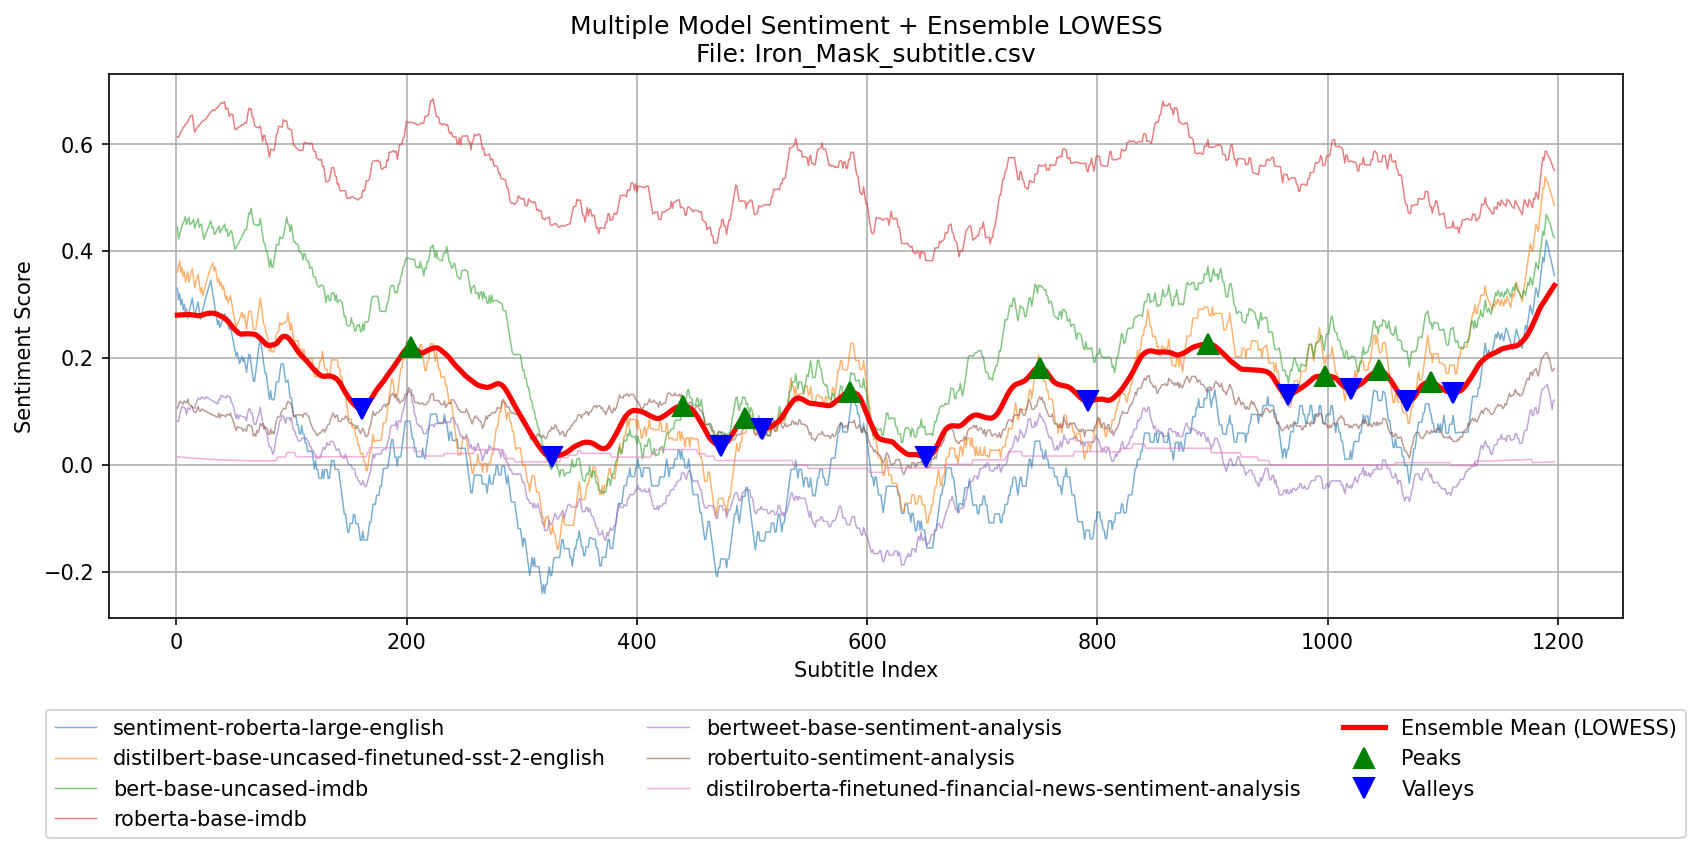 Multiple Model Sentiment + Ensemble LOWESS
File: Iron_Mask_subtitle.csv
Sentiment Score
0.6
0.4
0.2
0.0
−0.2
0 200 400 600 800 1000 1200
Subtitle Index
sentiment-roberta-large-english
distilbert-base-uncased-finetuned-sst-2-english
bert-base-uncased-imdb
roberta-base-imdb
bertweet-base-sentiment-analysis
robertuito-sentiment-analysis
distilroberta-finetuned-financial-news-sentiment-analysis
Ensemble Mean (LOWESS)
Peaks
Valleys